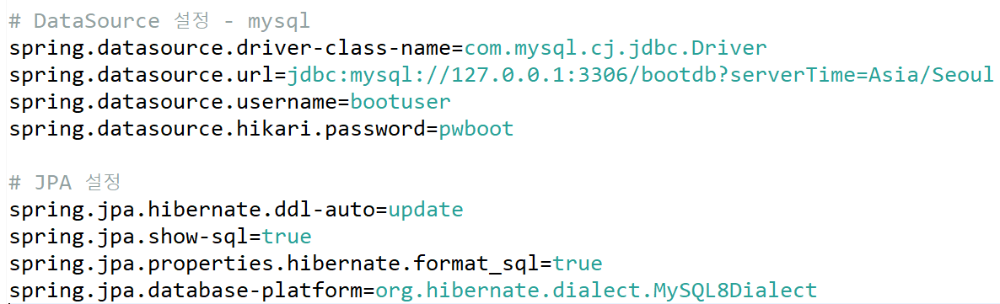 # DataSource 설정 - mysql
spring.datasource.driver-class-name=com.mysql.cj.jdbc.Driver
spring.datasource.url=jdbc:mysql://127.0.0.1:3306/bootdb?serverTime=Asia/Seoul
spring.datasource.username=bootuser
spring.datasource.hikari.password=pwboot
# JPA 설정
spring.jpa.hibernate.ddl-auto=update
spring.jpa.show-sql=true
spring.jpa.properties.hibernate.format_sql=true
spring.jpa.database-platform=org.hibernate.dialect.MySQL8Dialect